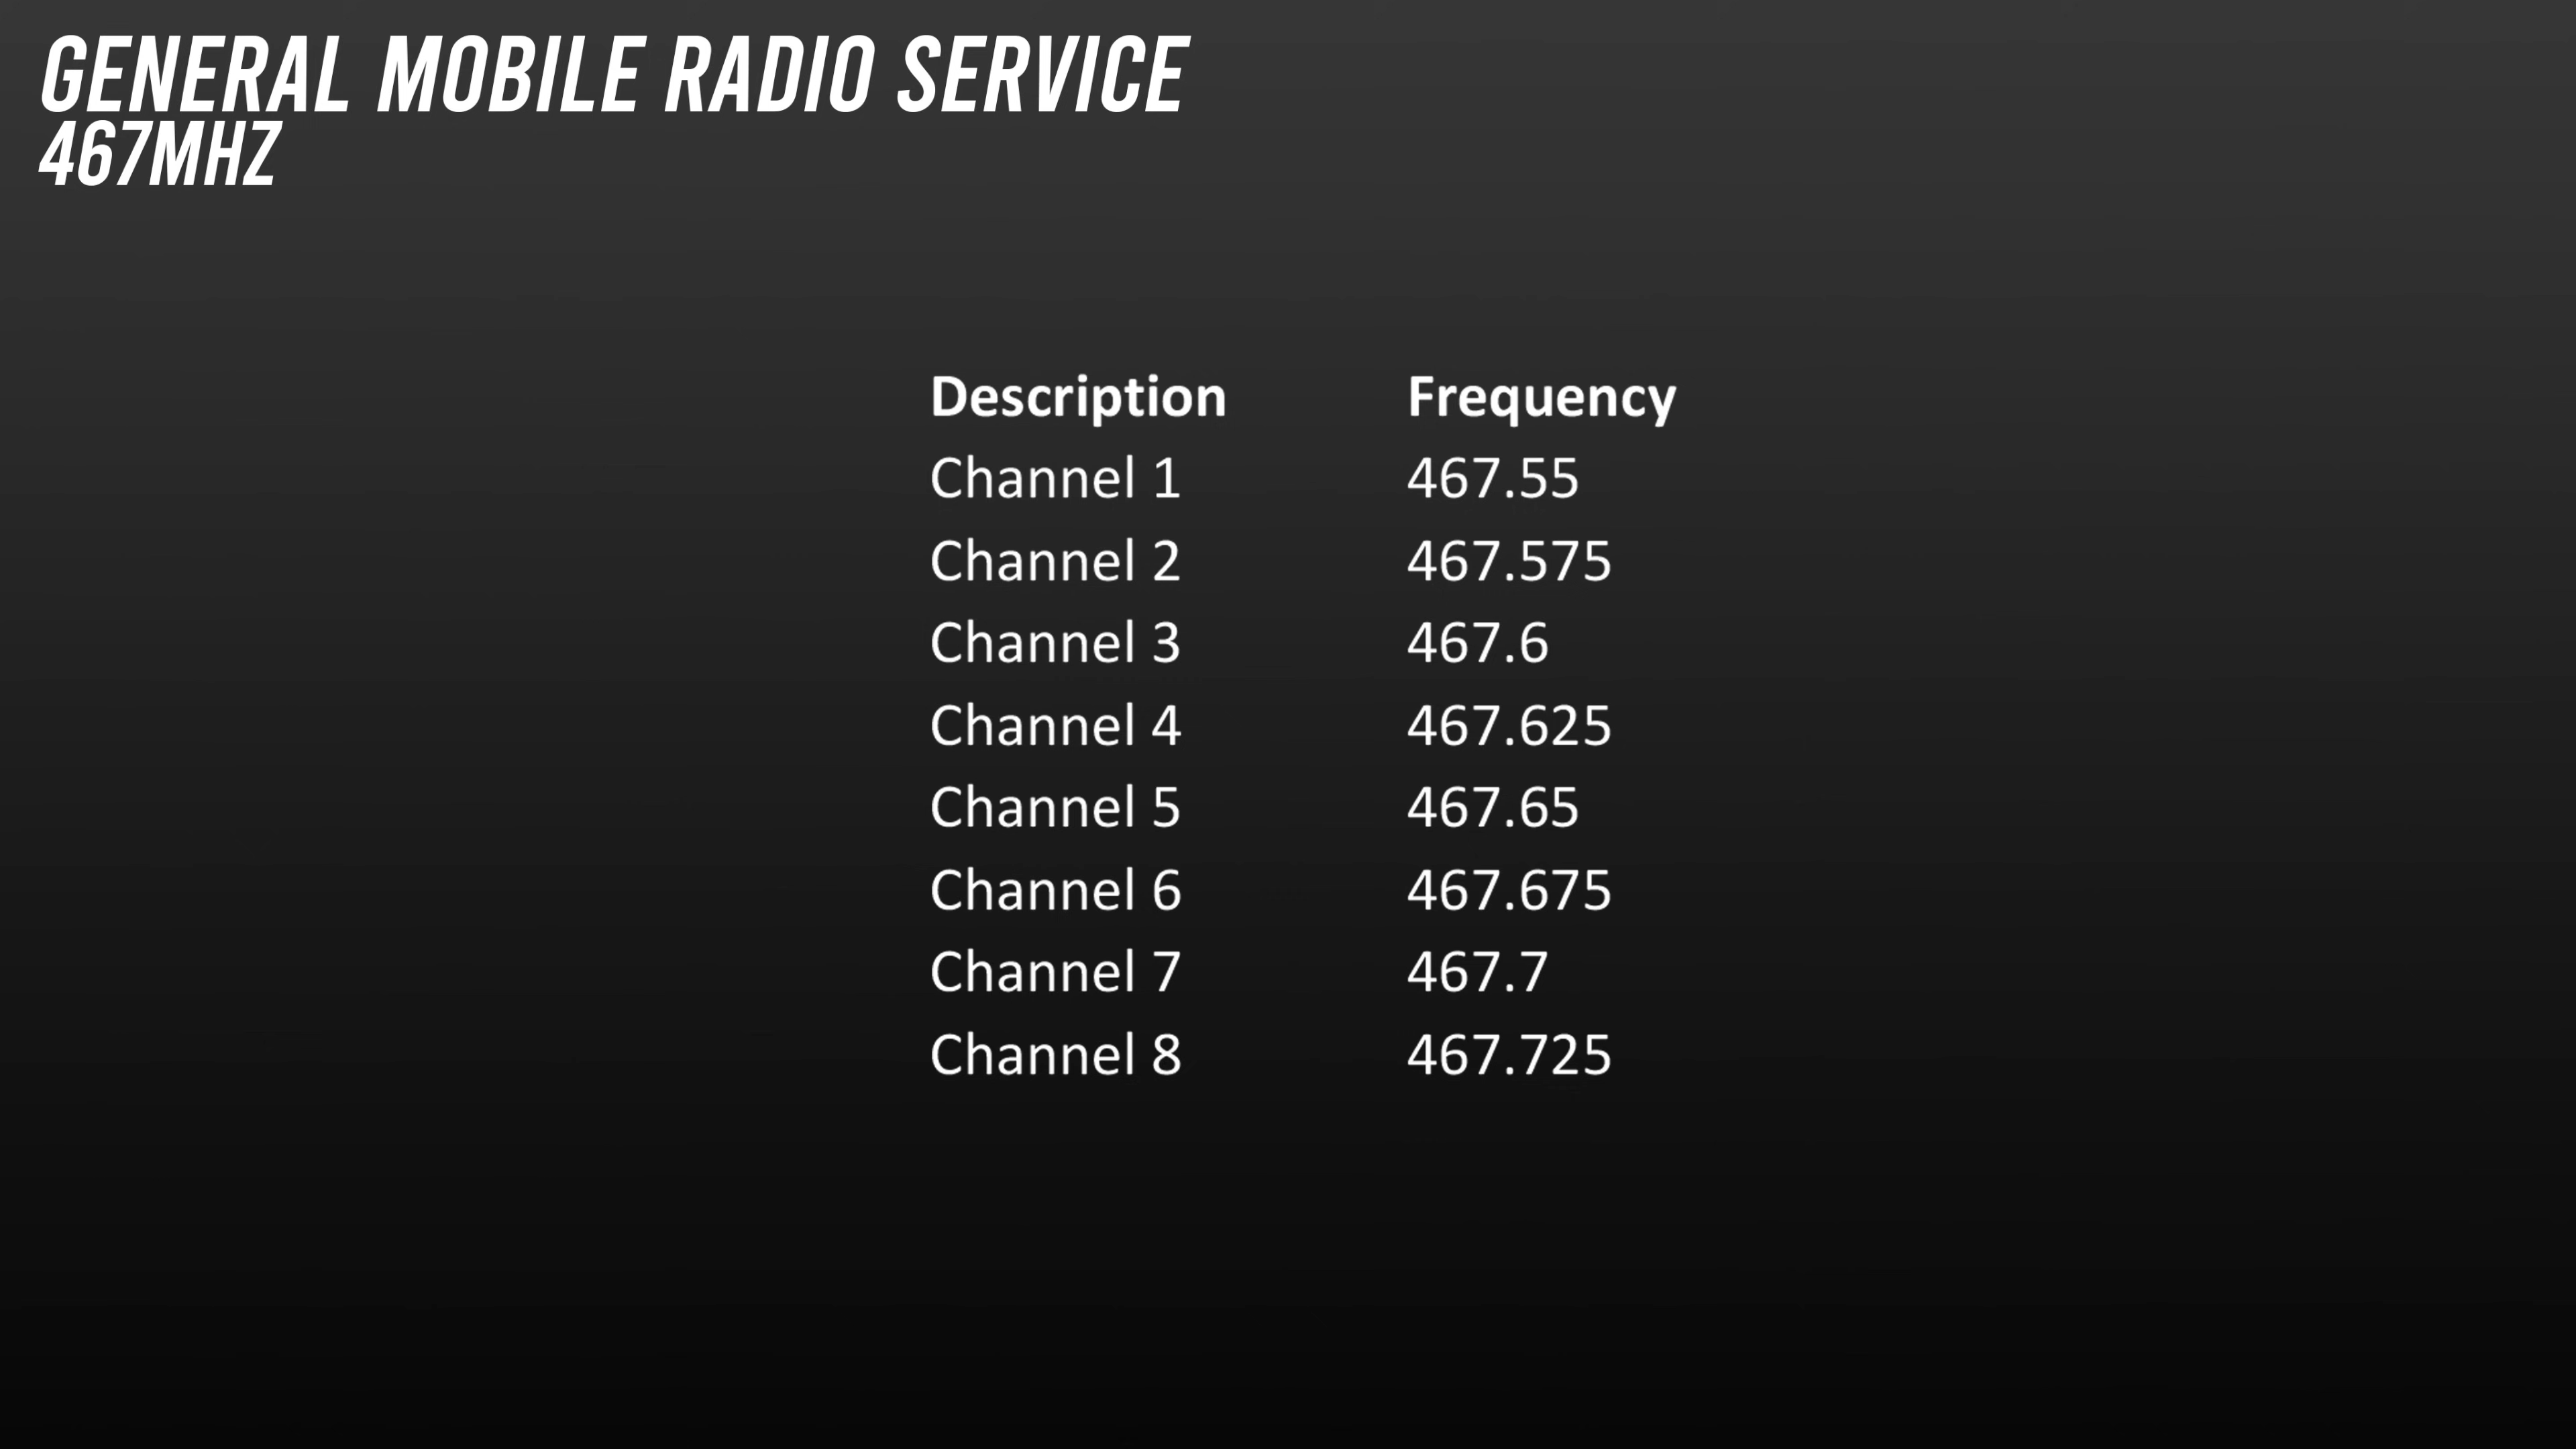 GENERAL MOBILE RADIO SERVICE
467MHZ
Description Frequency
Channel 1 467.55
Channel 2 467.575
Channel 3 467.6
Channel 4 467.625
Channel 5 467.65
Channel 6 467.675
Channel 7 467.7
Channel 8 467.725